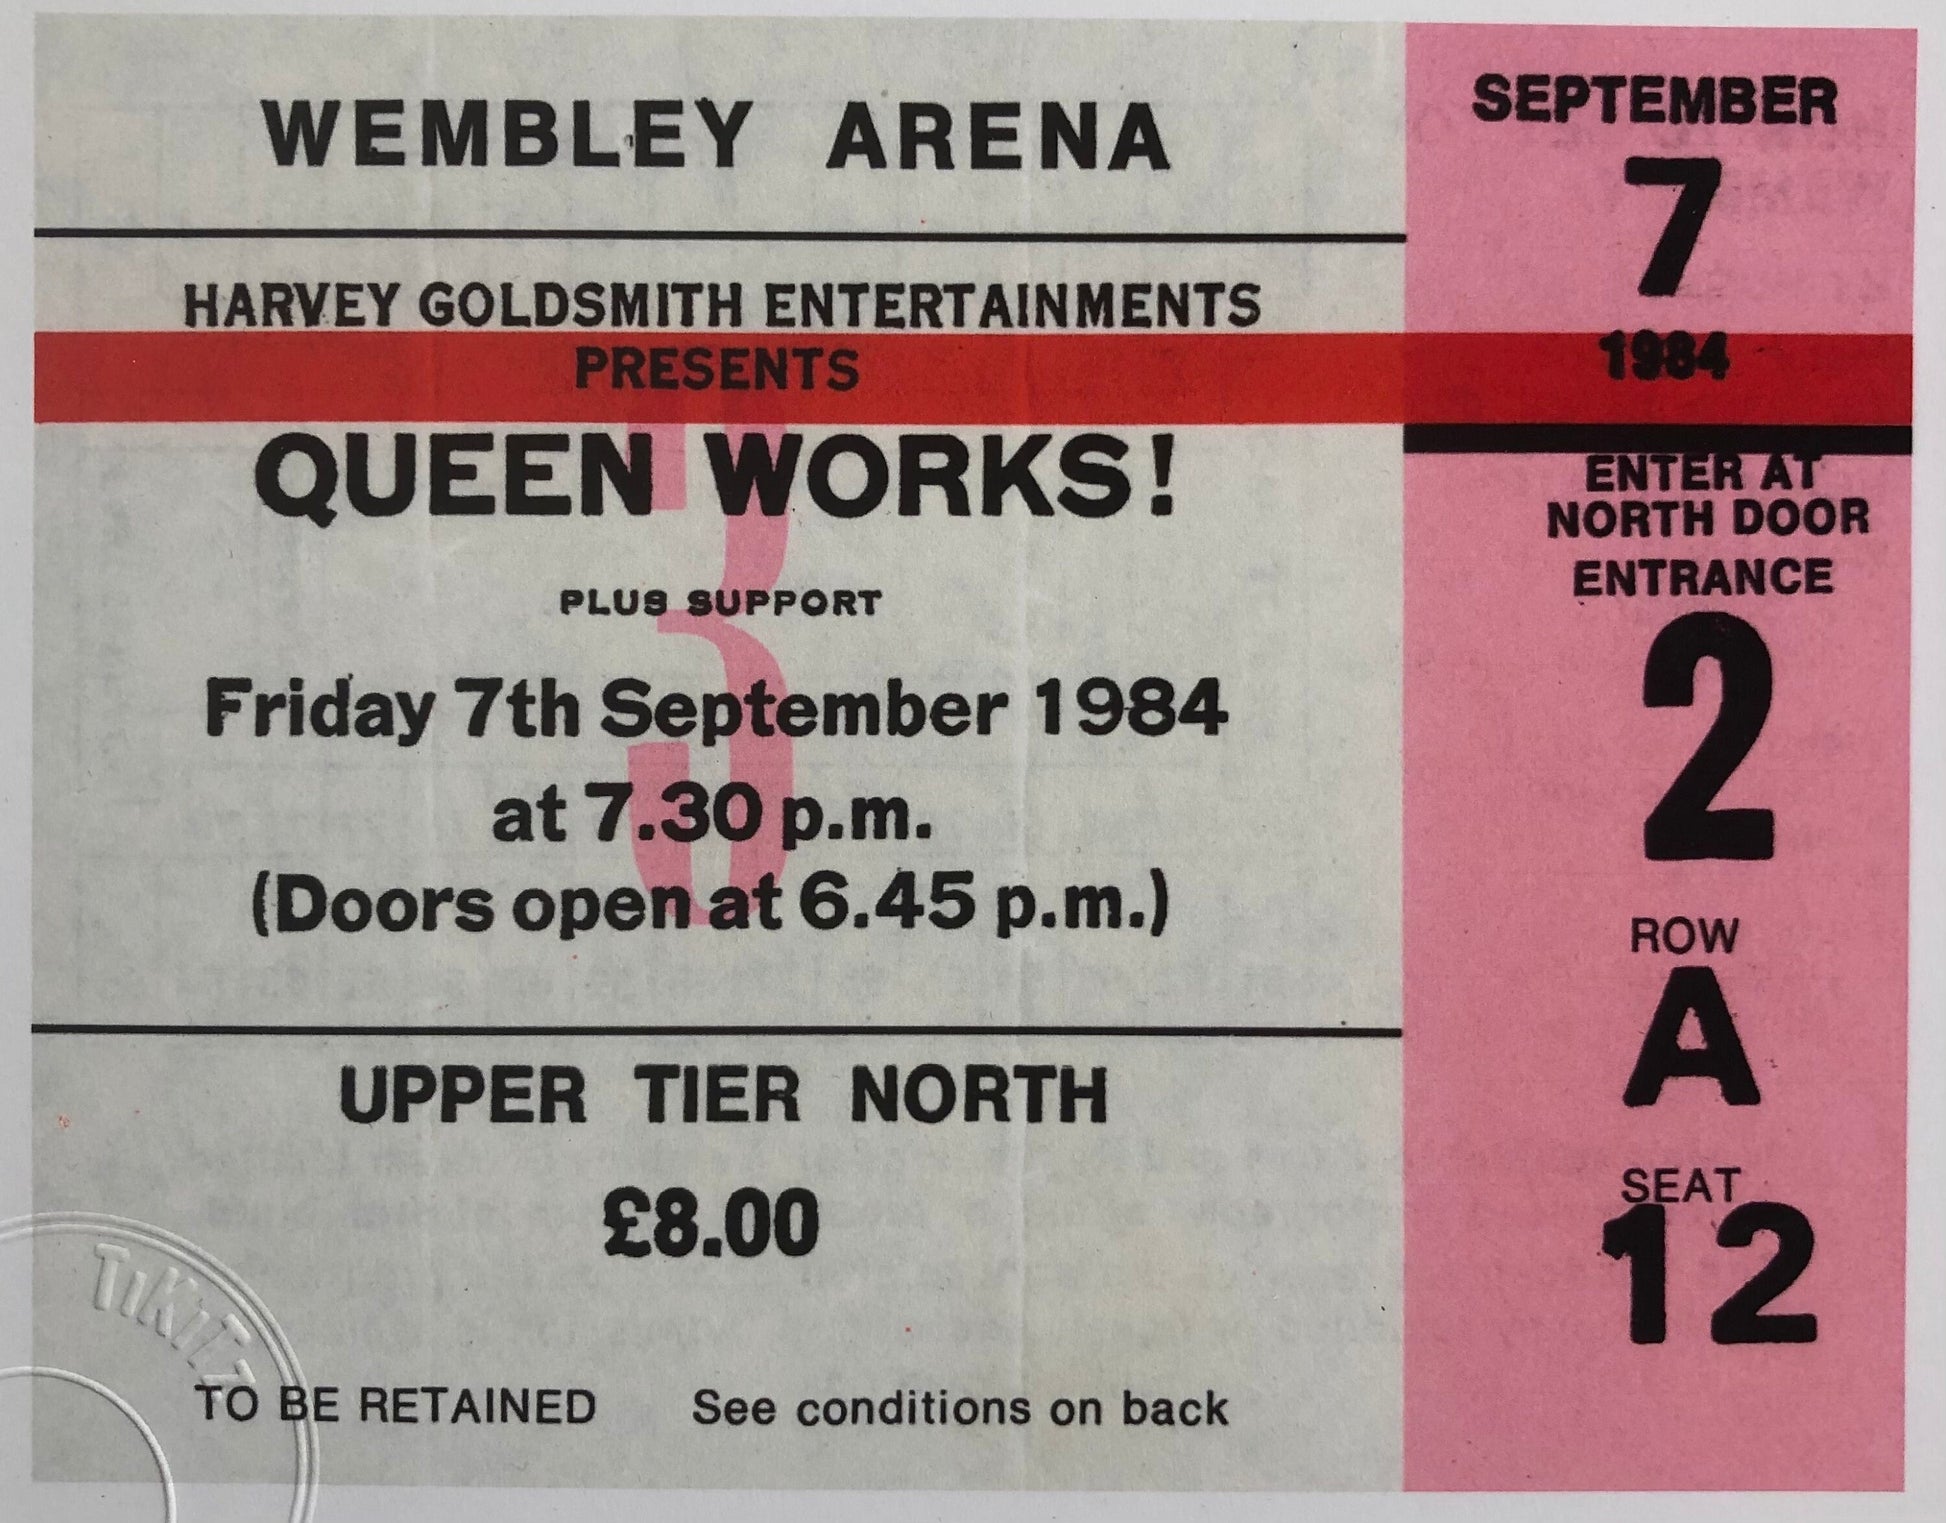 WEMBLEY ARENA
HARVEY GOLDSMITH ENTERTAINMENTS
PRESENTS
QUEEN WORKS!
PLUS SUPPORT
Friday 7th September 1984
at 7.30 p.m.
(Doors open at 6.45 p.m.)
UPPER TIER NORTH
£8.00
TO BE RETAINED See conditions on back
SEPTEMBER
7
1984
ENTER AT
NORTH DOOR
ENTRANCE
2
ROW
A
SEAT
12
3
TiKiTz